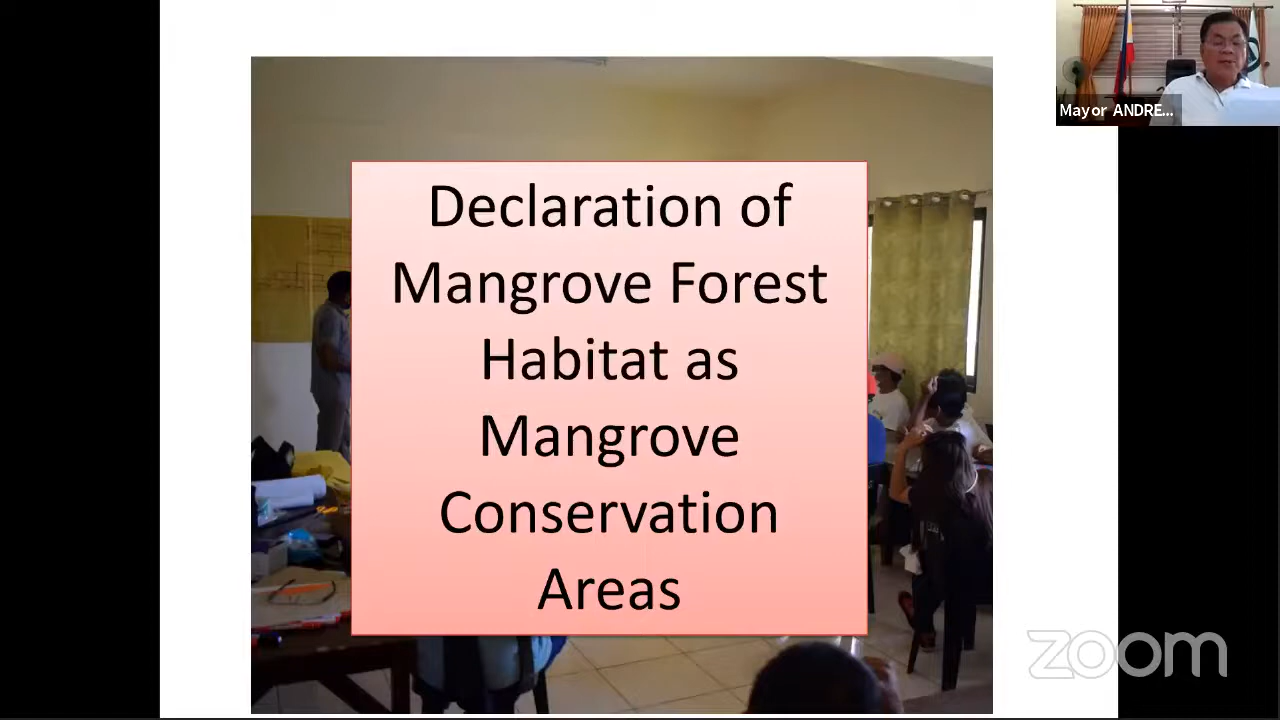 Mayor ANDRE...
Declaration of
Mangrove Forest
Habitat as
Mangrove
Conservation
Areas
zoom